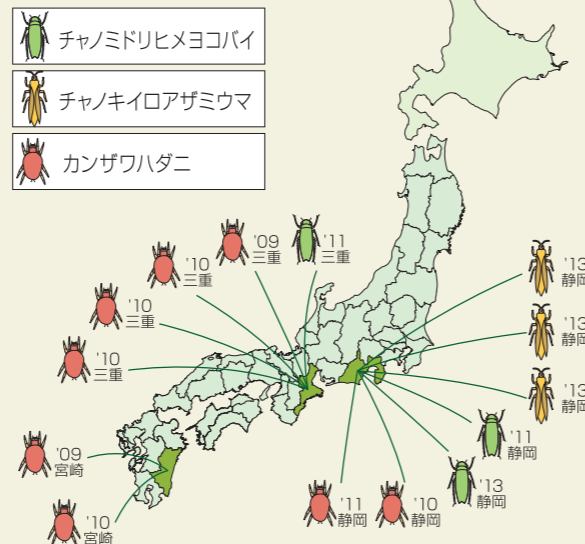 チャノミドリヒメヨコバイ
チャノキイロアザミウマ
カンザワハダニ
'09
三重
'11
三重
'10
三重
'10
三重
'10
三重
'09
宮崎
'10
宮崎
'13
静岡
'13
静岡
'13
静岡
'11
静岡
'13
静岡
'10
静岡
'11
静岡